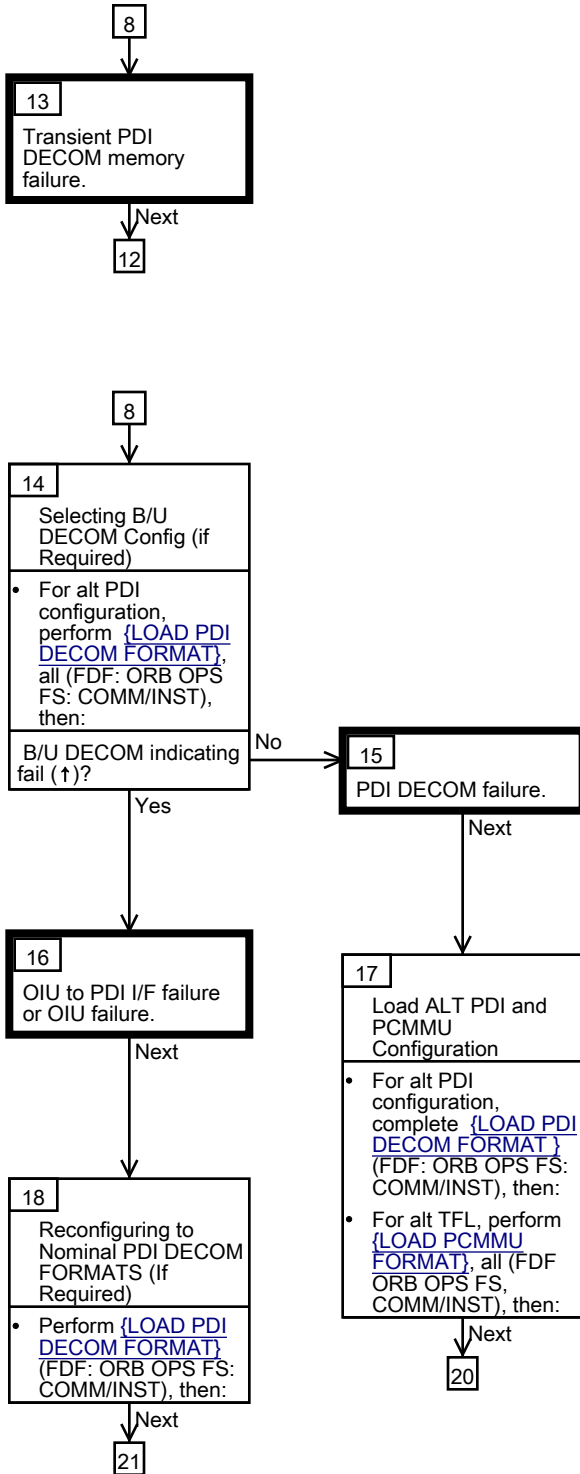 8
13
Transient PDI
DECOM memory
failure.
Next
12
8
14
Selecting B/U
DECOM Config (if
Required)
• For alt PDI
configuration,
perform {LOAD PDI
DECOM FORMAT},
all (FDF: ORB OPS
FS: COMM/INST),
then:
B/U DECOM indicating
fail (↑)?
No
Yes
15
PDI DECOM failure.
Next
16
OIU to PDI I/F failure
or OIU failure.
Next
17
Load ALT PDI and
PCMMU
Configuration
• For alt PDI
configuration,
complete {LOAD PDI
DECOM FORMAT }
(FDF: ORB OPS FS:
COMM/INST), then:
• For alt TFL, perform
{LOAD PCMMU
FORMAT}, all (FDF
ORB OPS FS,
COMM/INST), then:
Next
20
18
Reconfiguring to
Nominal PDI DECOM
FORMATS (If
Required)
• Perform {LOAD PDI
DECOM FORMAT}
(FDF: ORB OPS FS:
COMM/INST), then:
Next
21